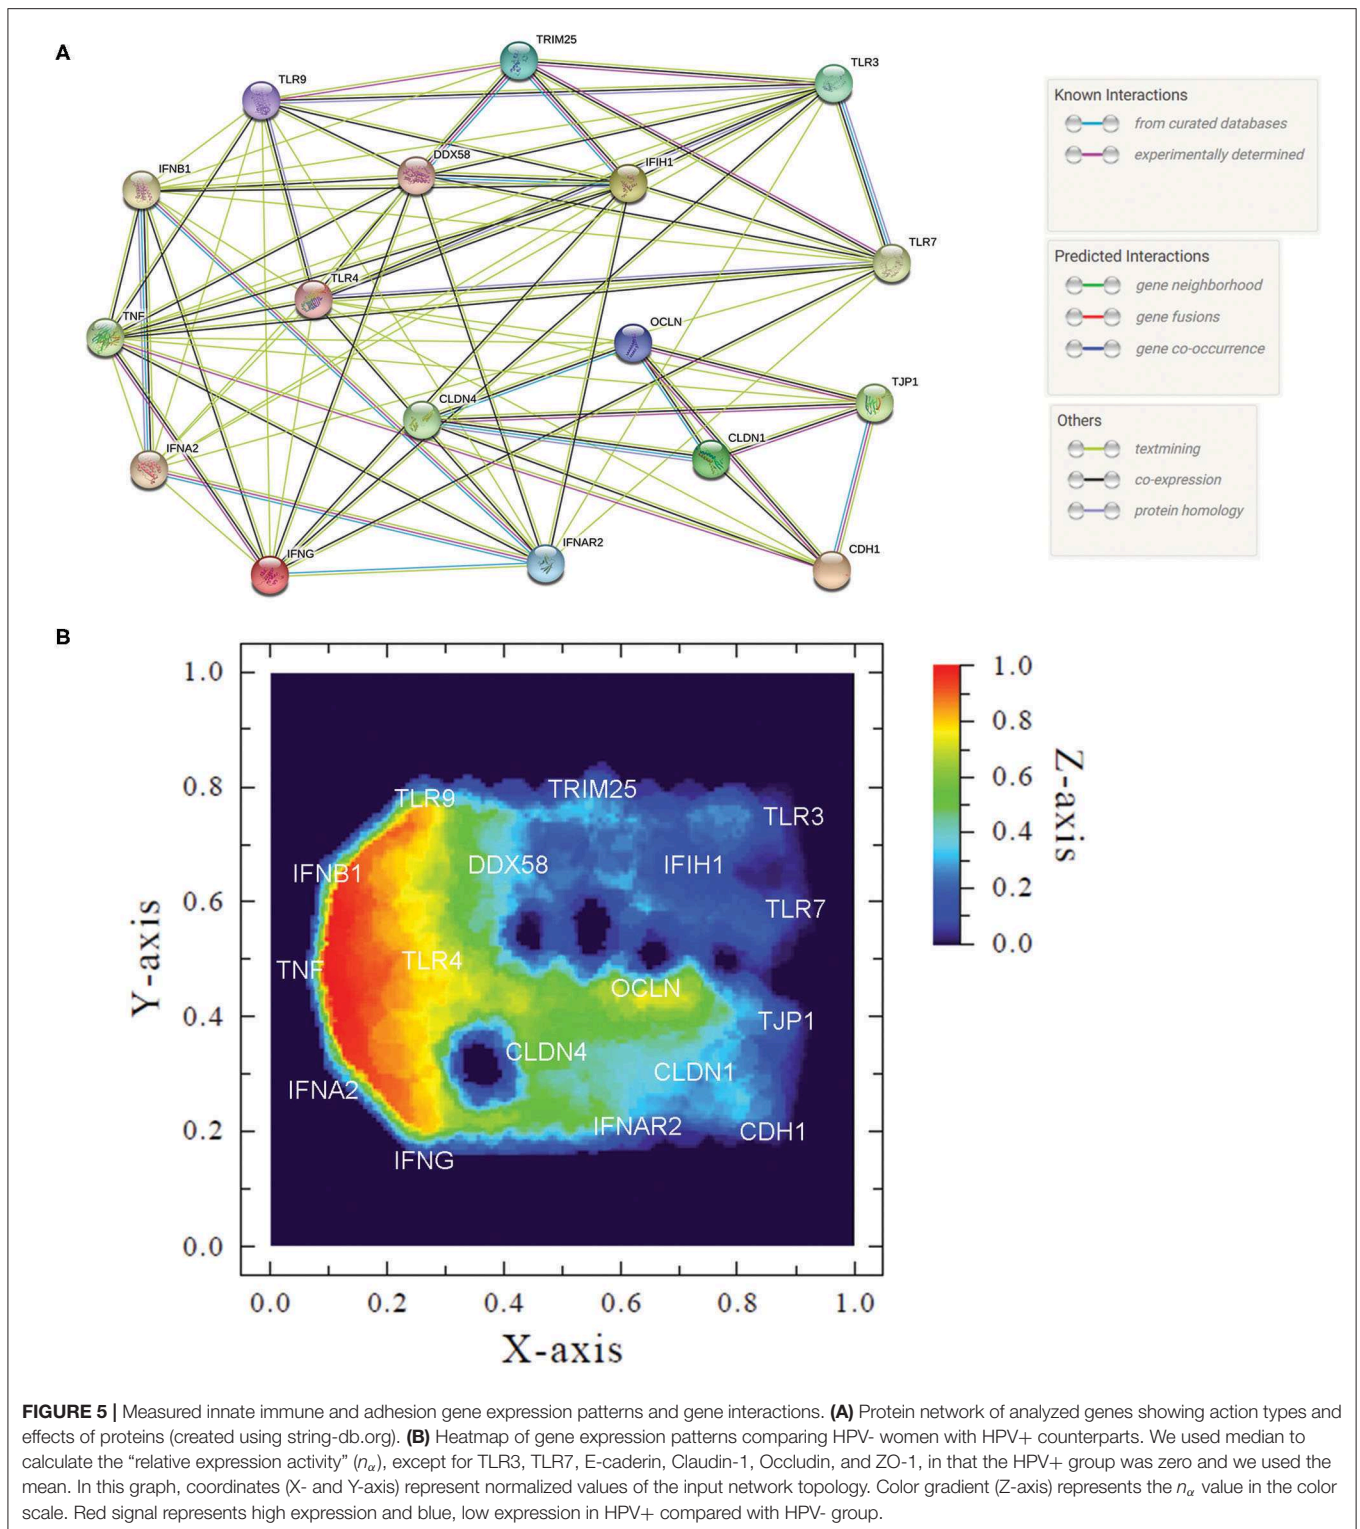 A
TRIM25
TLR3
TLR9
DDX58
IFIH1
IFNB1
TLR7
TLR4
TNF
OCLN
TJP1
CLDN4
CLDN1
IFNA2
IFNG
IFNAR2
CDH1
Known Interactions
from curated databases
experimentally determined
Predicted Interactions
gene neighborhood
gene fusions
gene co-occurrence
Others
textmining
co-expression
protein homology
B
1.0
0.8
0.6
0.4
0.2
0.0
Y-axis
0.0 0.2 0.4 0.6 0.8 1.0
X-axis
TLR9
TRIM25
TLR3
IFNB1
DDX58
IFIH1
TLR7
TNF
TLR4
OCLN
TJP1
CLDN4
CLDN1
IFNA2
IFNAR2
CDH1
IFNG
1.0
0.8
0.6
0.4
0.2
0.0
Z-axis
FIGURE 5 | Measured innate immune and adhesion gene expression patterns and gene interactions. (A) Protein network of analyzed genes showing action types and
effects of proteins (created using string-db.org). (B) Heatmap of gene expression patterns comparing HPV- women with HPV+ counterparts. We used median to
calculate the “relative expression activity” (nα), except for TLR3, TLR7, E-caderin, Claudin-1, Occludin, and ZO-1, in that the HPV+ group was zero and we used the
mean. In this graph, coordinates (X- and Y-axis) represent normalized values of the input network topology. Color gradient (Z-axis) represents the nα value in the color
scale. Red signal represents high expression and blue, low expression in HPV+ compared with HPV- group.